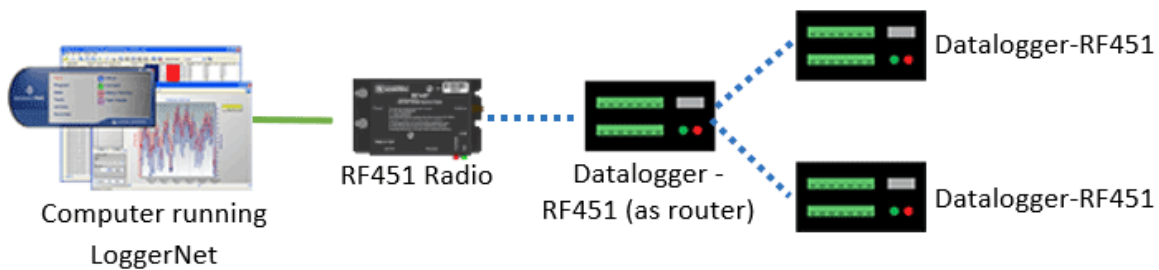 Computer running
LoggerNet
RF451 Radio
Datalogger -
RF451 (as router)
Datalogger-RF451
Datalogger-RF451